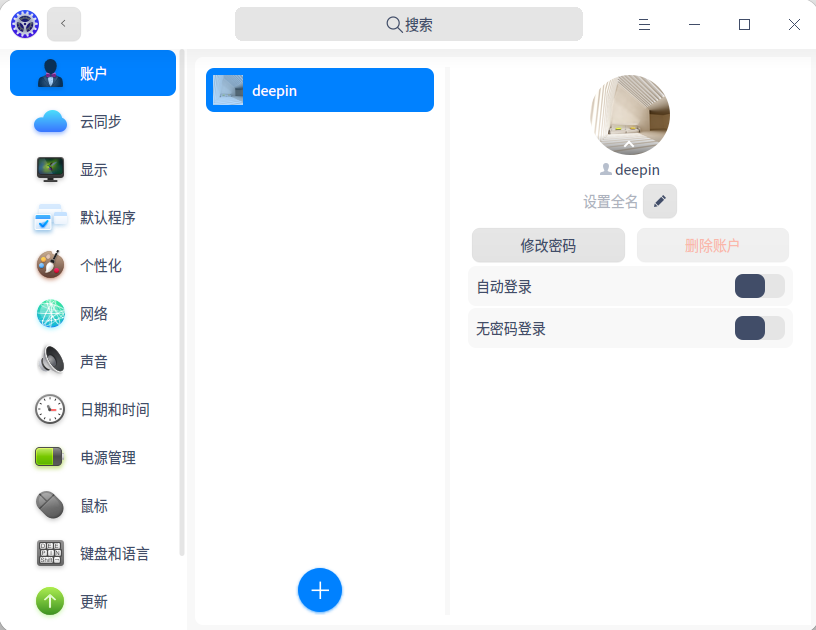 搜索
账户
云同步
显示
默认程序
个性化
网络
声音
日期和时间
电源管理
鼠标
键盘和语言
更新
deepin
deepin
设置全名
修改密码
删除账户
自动登录
无密码登录